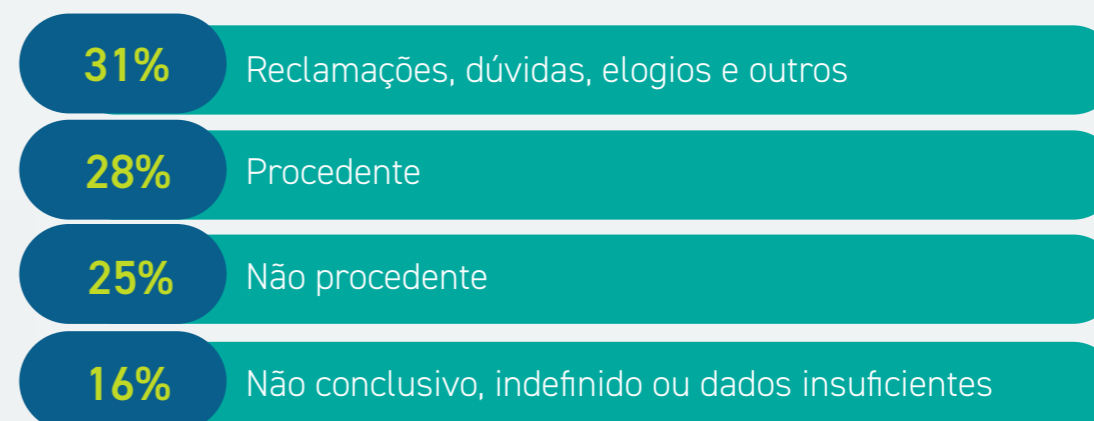 31% Reclamações, dúvidas, elogios e outros
28% Procedente
25% Não procedente
16% Não conclusivo, indefinido ou dados insuficientes